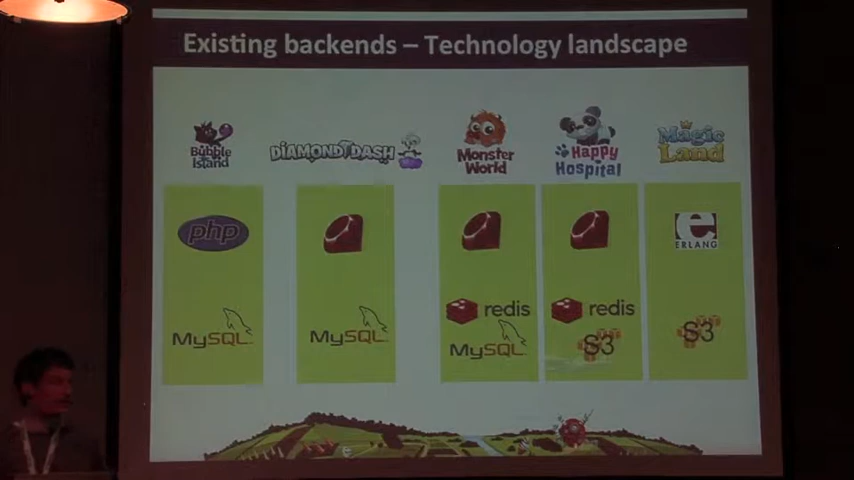 Existing backends – Technology landscape
Bubble Island
DIAMOND DASH
Monster World
Happy Hospital
Magic Land
php
e
ERLANG
redis
redis
MySQL
MySQL
MySQL
S3
S3